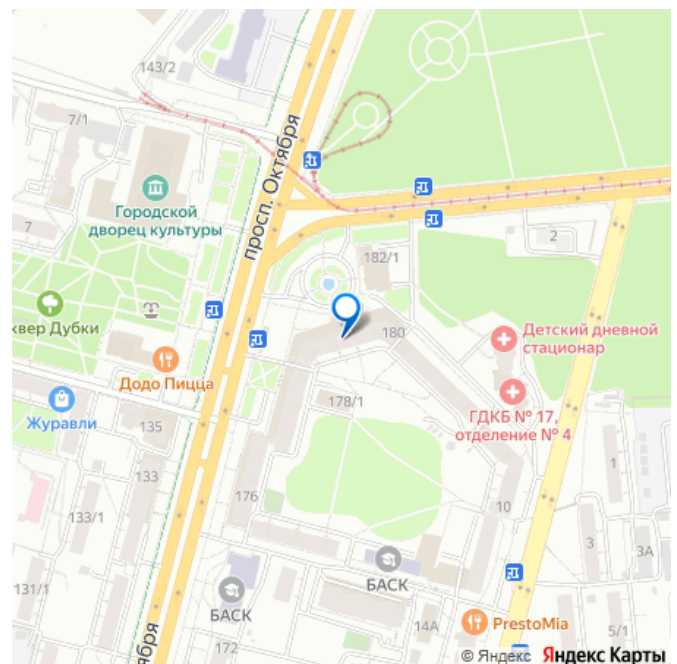 143/2
7/1
просп. Октября
Городской
дворец культуры
7
2
182/1
квер Дубки
180
Детский дневной
стационар
Додо Пицца
178/1
ГДКБ № 17,
отделение № 4
Журавли
135
133
176
1
133/1
10
3
3А
БАСК
131/1
БАСК
14А
PrestoMia
5/1
172
ября
© Яндекс Яндекс Карты